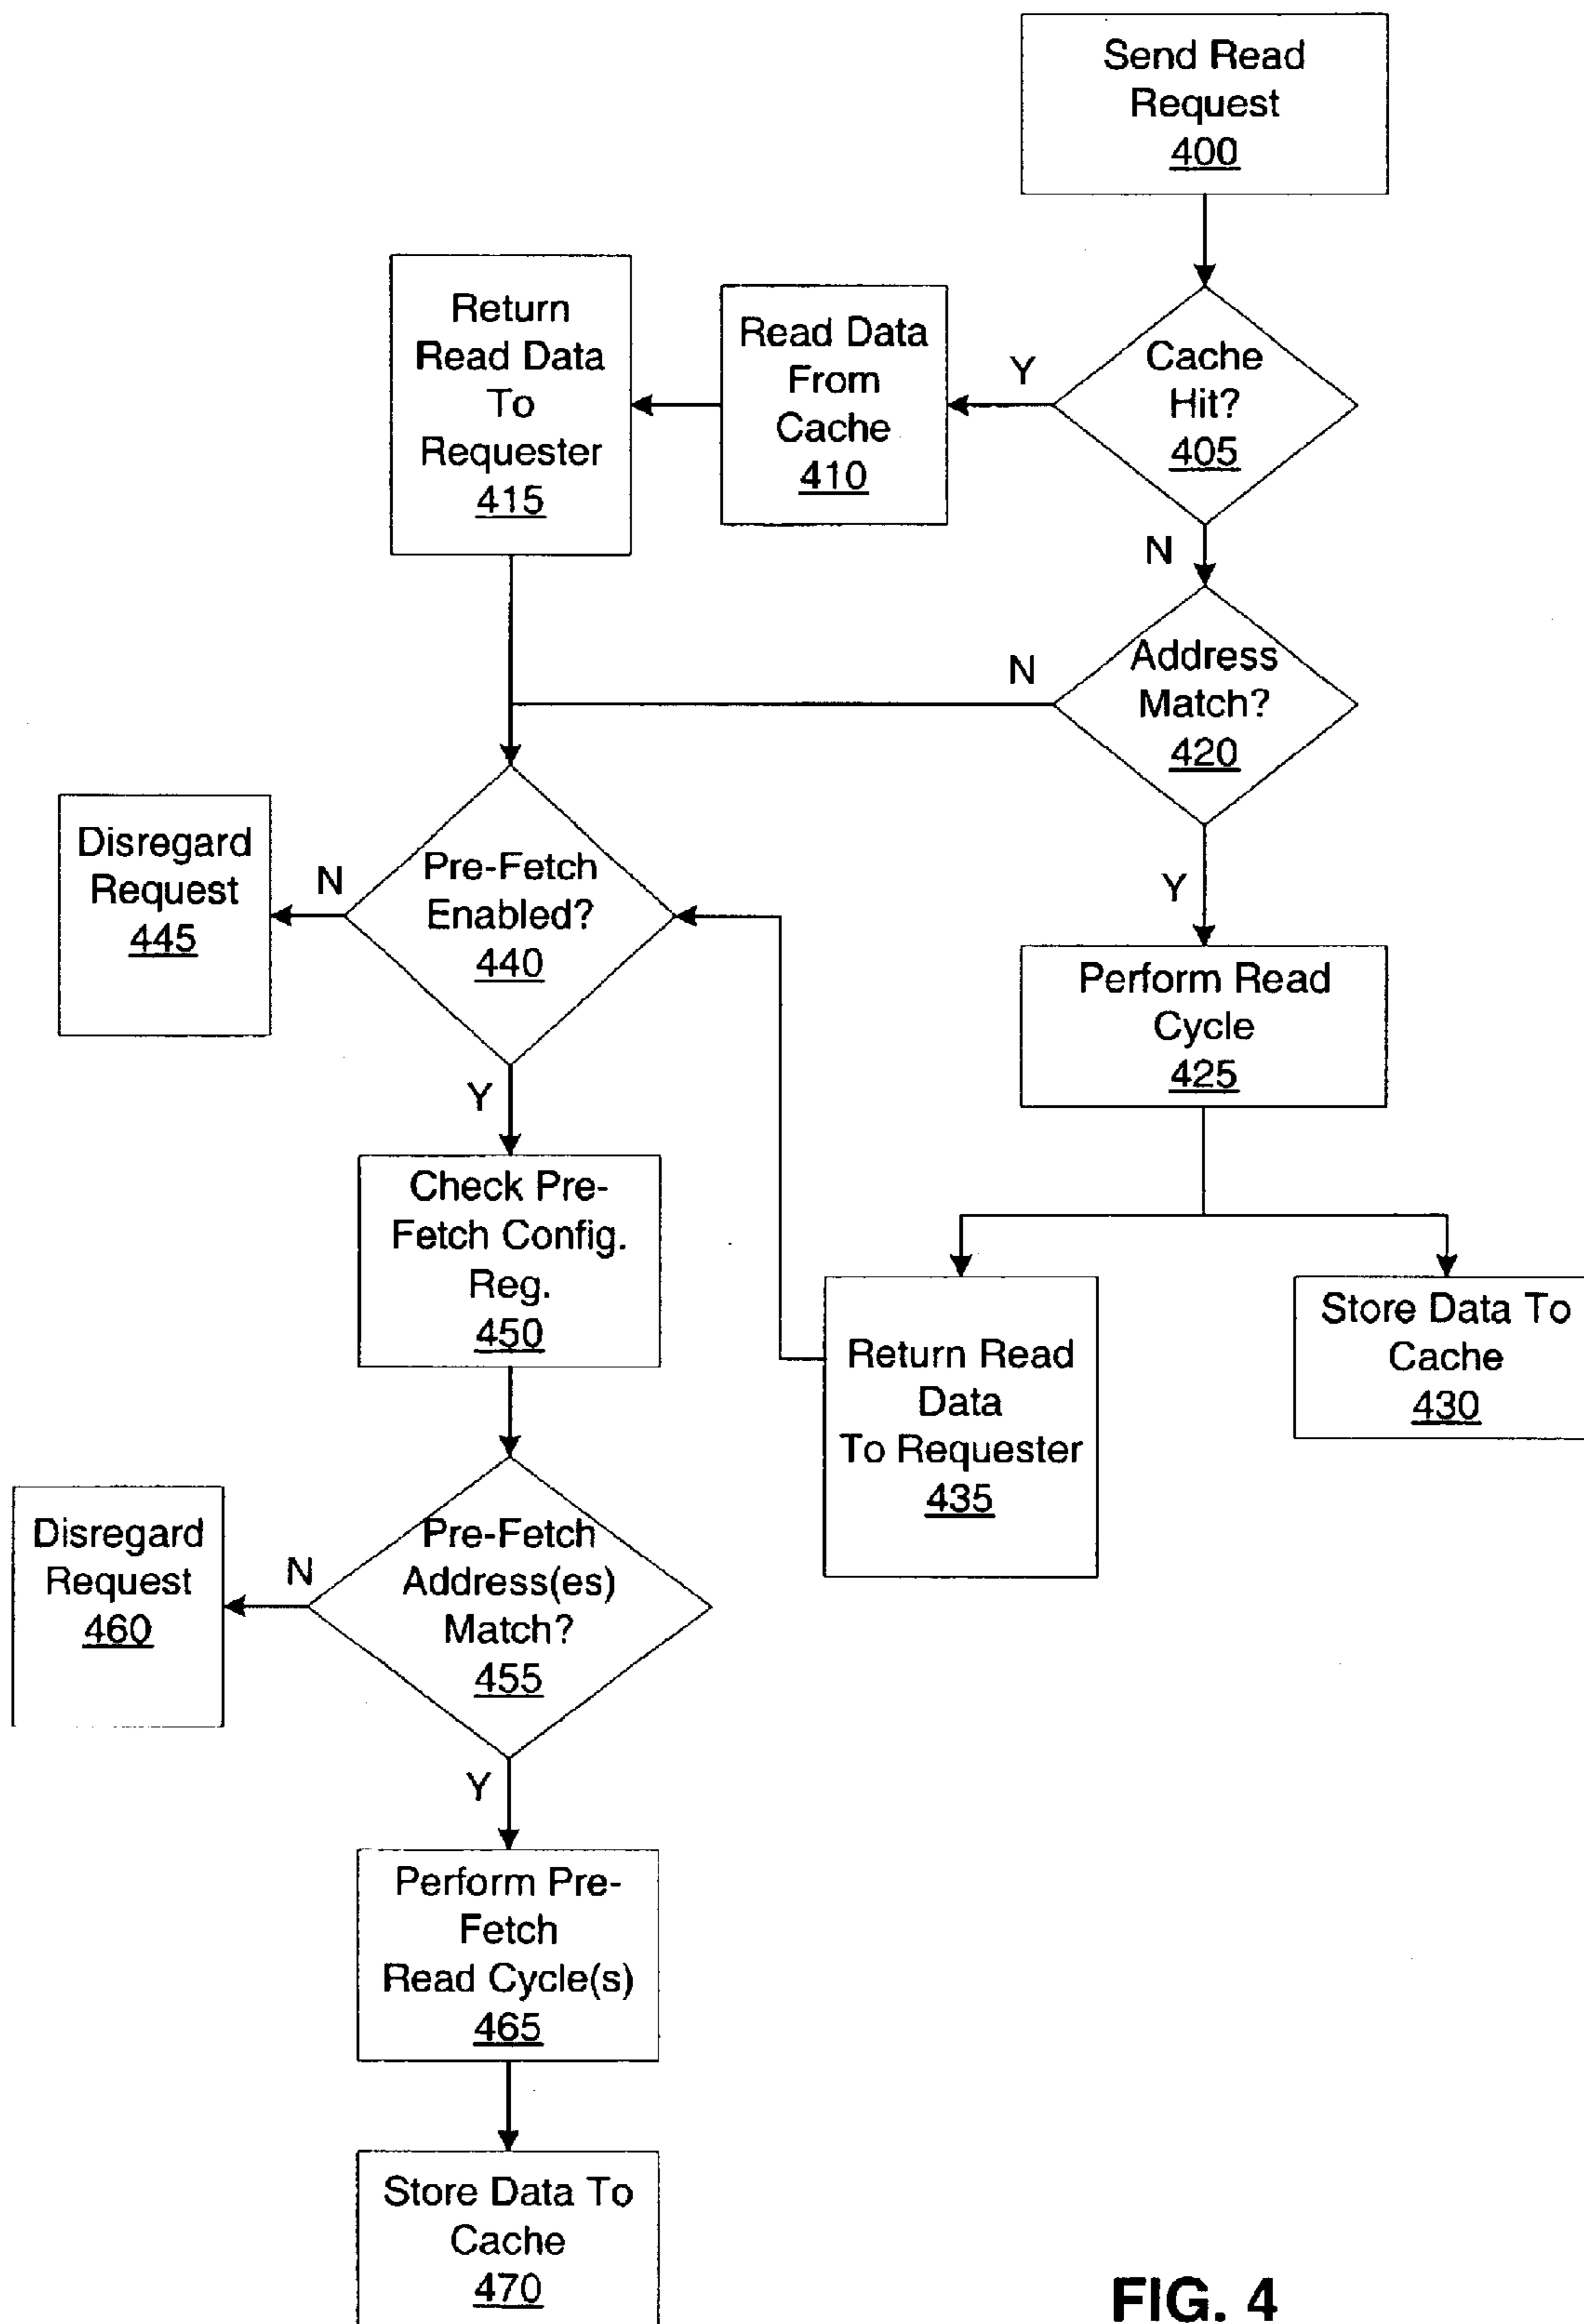 Send Read
Request
400
Return
Read Data
To
Requester
415
Read Data
From
Cache
410
Y
Cache
Hit?
405
N
Address
Match?
420
N
Y
Disregard
Request
445
N
Pre-Fetch
Enabled?
440
Y
Perform Read
Cycle
425
Check Pre-
Fetch Config.
Reg.
450
Return Read
Data
To Requester
435
Store Data To
Cache
430
Disregard
Request
460
N
Pre-Fetch
Address(es)
Match?
455
Y
Perform Pre-
Fetch
Read Cycle(s)
465
Store Data To
Cache
470
FIG. 4